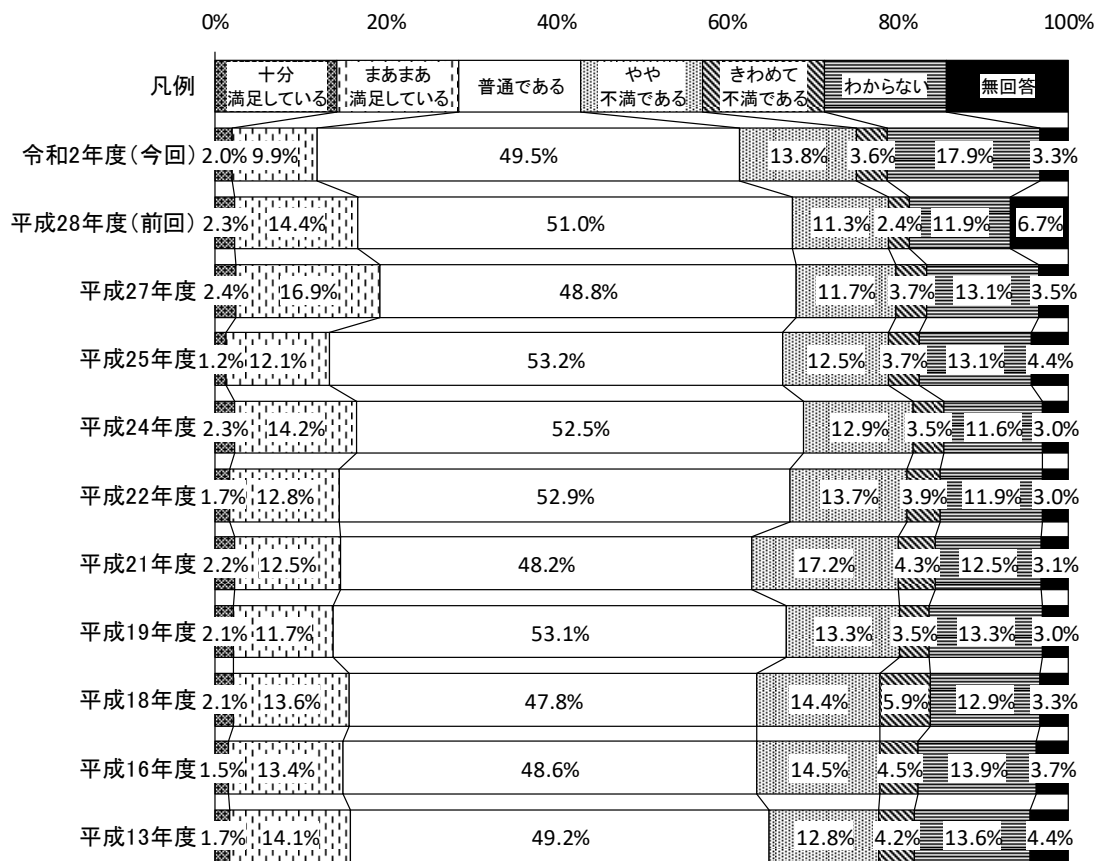 0% 20% 40% 60% 80% 100%
凡例
十分
満足している
まあまあ
満足している
普通である
やや
不満である
きわめて
不満である
わからない
無回答
令和2年度(今回) 2.0% 9.9% 49.5% 13.8% 3.6% 17.9% 3.3%
平成28年度(前回) 2.3% 14.4% 51.0% 11.3% 2.4% 11.9% 6.7%
平成27年度 2.4% 16.9% 48.8% 11.7% 3.7% 13.1% 3.5%
平成25年度 1.2% 12.1% 53.2% 12.5% 3.7% 13.1% 4.4%
平成24年度 2.3% 14.2% 52.5% 12.9% 3.5% 11.6% 3.0%
平成22年度 1.7% 12.8% 52.9% 13.7% 3.9% 11.9% 3.0%
平成21年度 2.2% 12.5% 48.2% 17.2% 4.3% 12.5% 3.1%
平成19年度 2.1% 11.7% 53.1% 13.3% 3.5% 13.3% 3.0%
平成18年度 2.1% 13.6% 47.8% 14.4% 5.9% 12.9% 3.3%
平成16年度 1.5% 13.4% 48.6% 14.5% 4.5% 13.9% 3.7%
平成13年度 1.7% 14.1% 49.2% 12.8% 4.2% 13.6% 4.4%